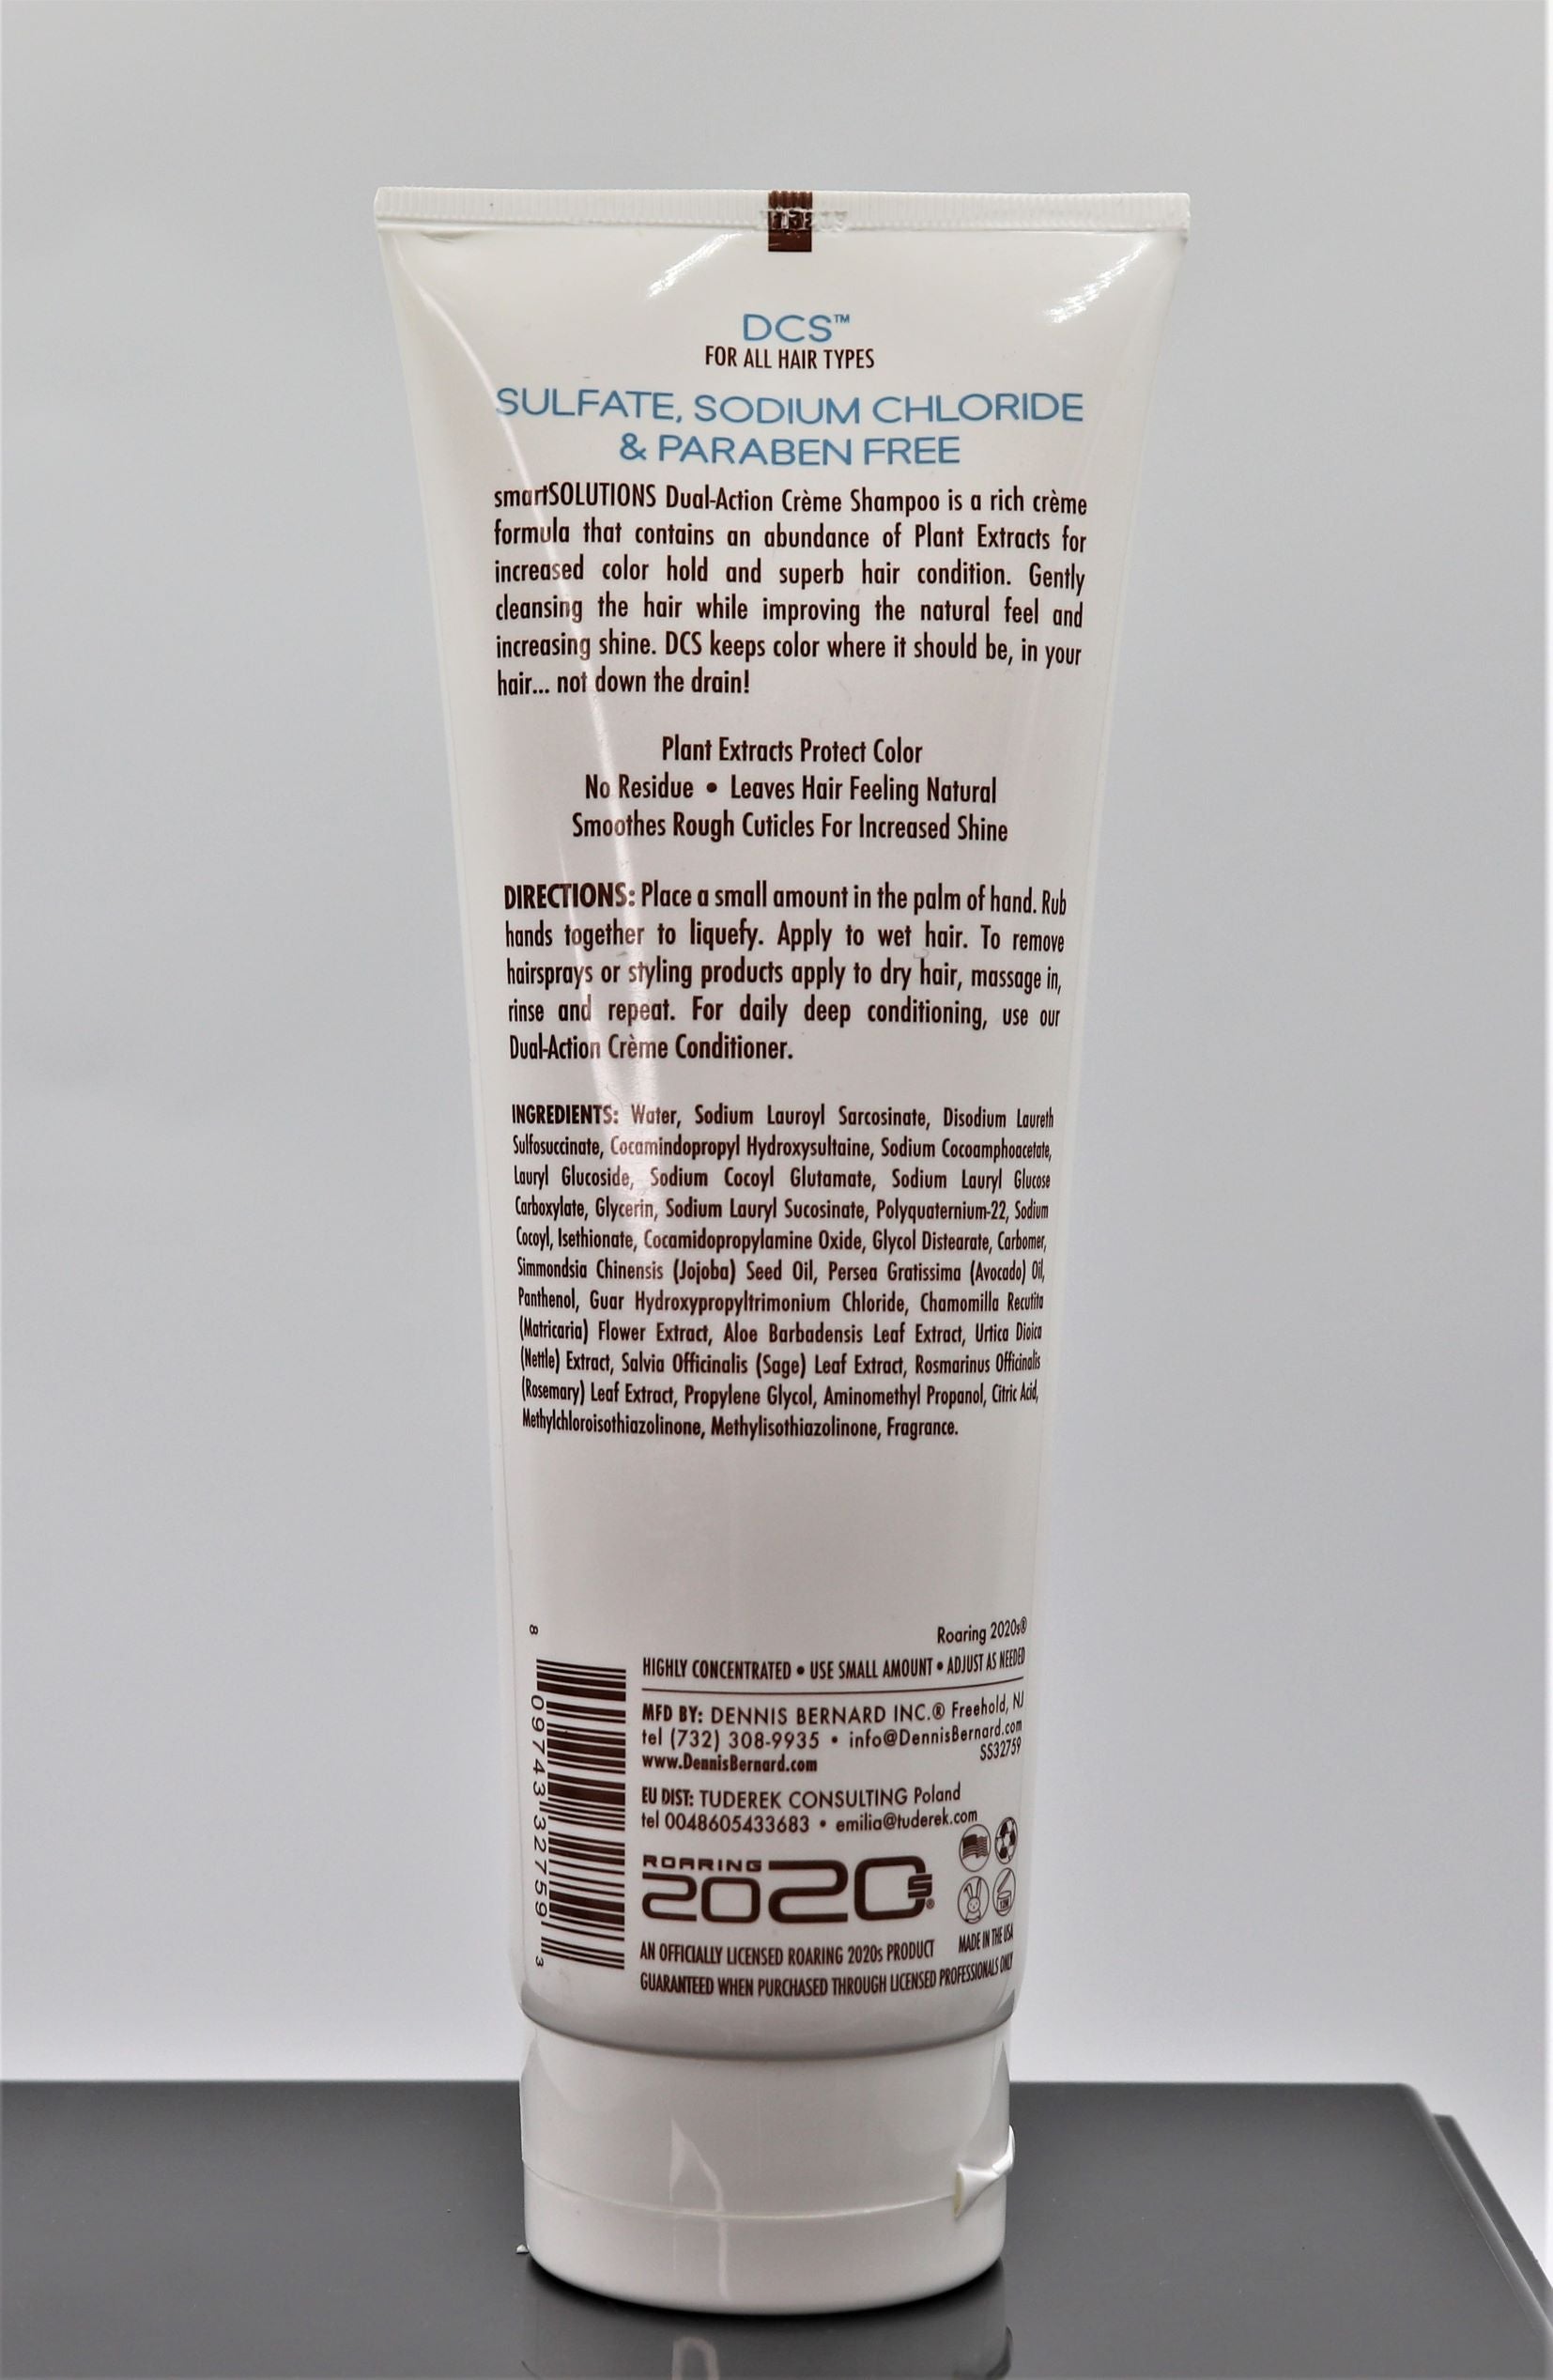 DCS™
FOR ALL HAIR TYPES
SULFATE, SODIUM CHLORIDE
& PARABEN FREE
smartSOLUTIONS Dual-Action Crème Shampoo is a rich crème
formula that contains an abundance of Plant Extracts for
increased color hold and superb hair condition. Gently
cleansing the hair while improving the natural feel and
increasing shine. DCS keeps color where it should be, in your
hair... not down the drain!
Plant Extracts Protect Color
No Residue • Leaves Hair Feeling Natural
Smoothes Rough Cuticles For Increased Shine
DIRECTIONS: Place a small amount in the palm of hand. Rub
hands together to liquefy. Apply to wet hair. To remove
hairsprays or styling products apply to dry hair, massage in,
rinse and repeat. For daily deep conditioning, use our
Dual-Action Crème Conditioner.
INGREDIENTS: Water, Sodium Lauroyl Sarcosinate, Disodium Laureth
Sulfosuccinate, Cocamindopropyl Hydroxysultaine, Sodium Cocoamphoacetate,
Lauryl Glucoside, Sodium Cocoyl Glutamate, Sodium Lauryl Glucose
Carboxylate, Glycerin, Sodium Lauryl Sucosinate, Polyquaternium-22, Sodium
Cocoyl, Isethionate, Cocamidopropylamine Oxide, Glycol Distearate, Carbomer,
Simmondsia Chinensis (Jojoba) Seed Oil, Persea Gratissima (Avocado) Oil,
Panthenol, Guar Hydroxypropyltrimonium Chloride, Chamomilla Recutita
(Matricaria) Flower Extract, Aloe Barbadensis Leaf Extract, Urtica Dioica
(Nettle) Extract, Salvia Officinalis (Sage) Leaf Extract, Rosmarinus Officinalis
(Rosemary) Leaf Extract, Propylene Glycol, Aminomethyl Propanol, Citric Acid,
Methylchloroisothiazolinone, Methylisothiazolinone, Fragrance.
Roaring 2020s®
HIGHLY CONCENTRATED • USE SMALL AMOUNT • ADJUST AS NEEDED
MFD BY: DENNIS BERNARD INC.® Freehold, NJ
tel (732) 308-9935 • info@DennisBernard.com
www.DennisBernard.com SS32759
EU DIST: TUDEREK CONSULTING Poland
tel 0048605433683 • emilia@tuderek.com
ROARING
2020s®
12M
AN OFFICIALLY LICENSED ROARING 2020s PRODUCT MADE IN THE USA
GUARANTEED WHEN PURCHASED THROUGH LICENSED PROFESSIONALS ONLY
8 09743 32759 3